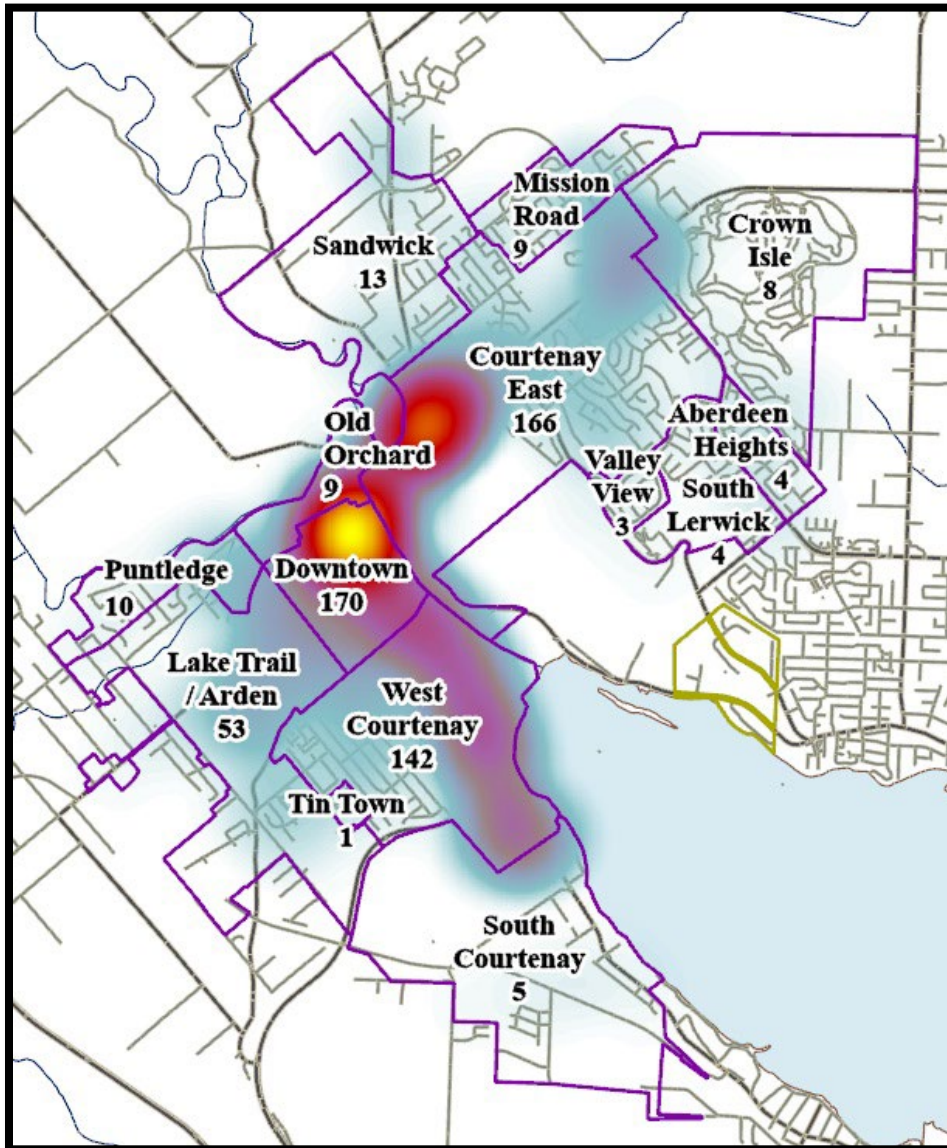 Mission
Road
9
Crown
Isle
8
Sandwick
13
Courtenay
East
166
Old
Orchard
9
Aberdeen
Heights
4
Valley
View
3
South
Lerwick
4
Puntledge
10
Downtown
170
Lake Trail
/ Arden
53
West
Courtenay
142
Tin Town
1
South
Courtenay
5